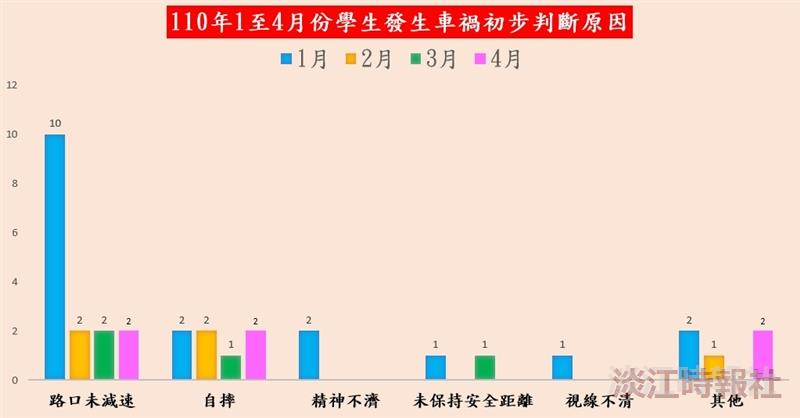 110年1至4月份學生發生車禍初步判斷原因
1月 2月 3月 4月
12
10
8
6
4
2
0
10 2 2 2
2 2 1 2
2
1 1
1
2 1 2
路口未減速 自摔 精神不濟 未保持安全距離 視線不清 其他
淡江時報社